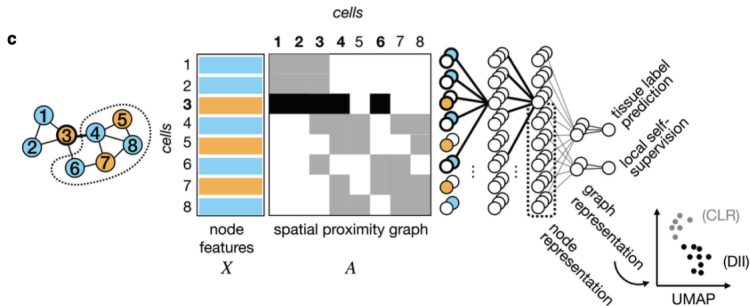 c
cells
1 2 3 4 5 6 7 8
1
2
3
4
5
6
7
8
cells
1
2
3
4
5
6
7
8
node
features
X
spatial proximity graph
A
tissue label
prediction
local self-
supervision
graph
representation
node
representation
(CLR)
(DII)
UMAP